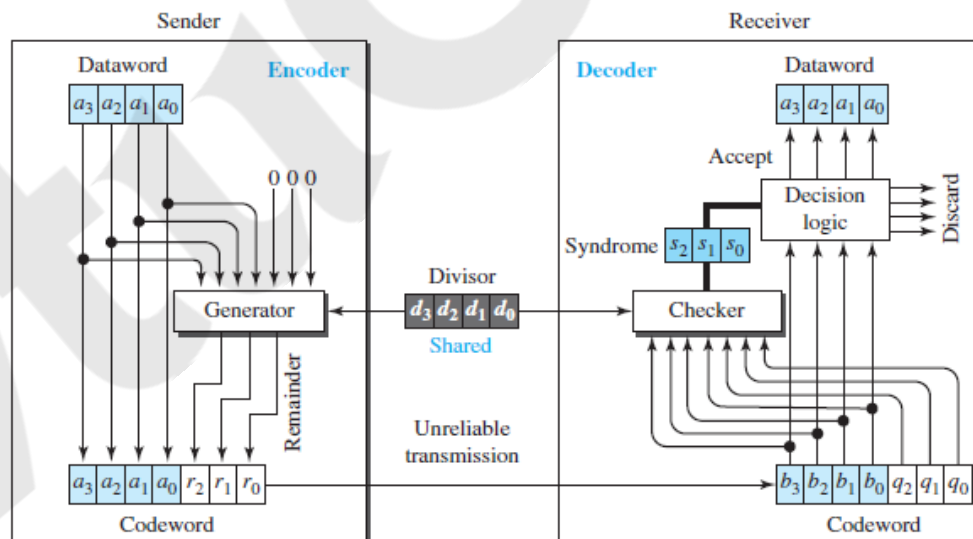 Sender
Receiver
Dataword
Encoder
Decoder
Dataword
a3 a2 a1 a0
a3 a2 a1 a0
0 0 0
Accept
Decision
logic
Discard
Syndrome
s2 s1 s0
Divisor
Generator
d3 d2 d1 d0
Checker
Shared
Remainder
Unreliable
transmission
a3 a2 a1 a0 r2 r1 r0
b3 b2 b1 b0 q2 q1 q0
Codeword
Codeword